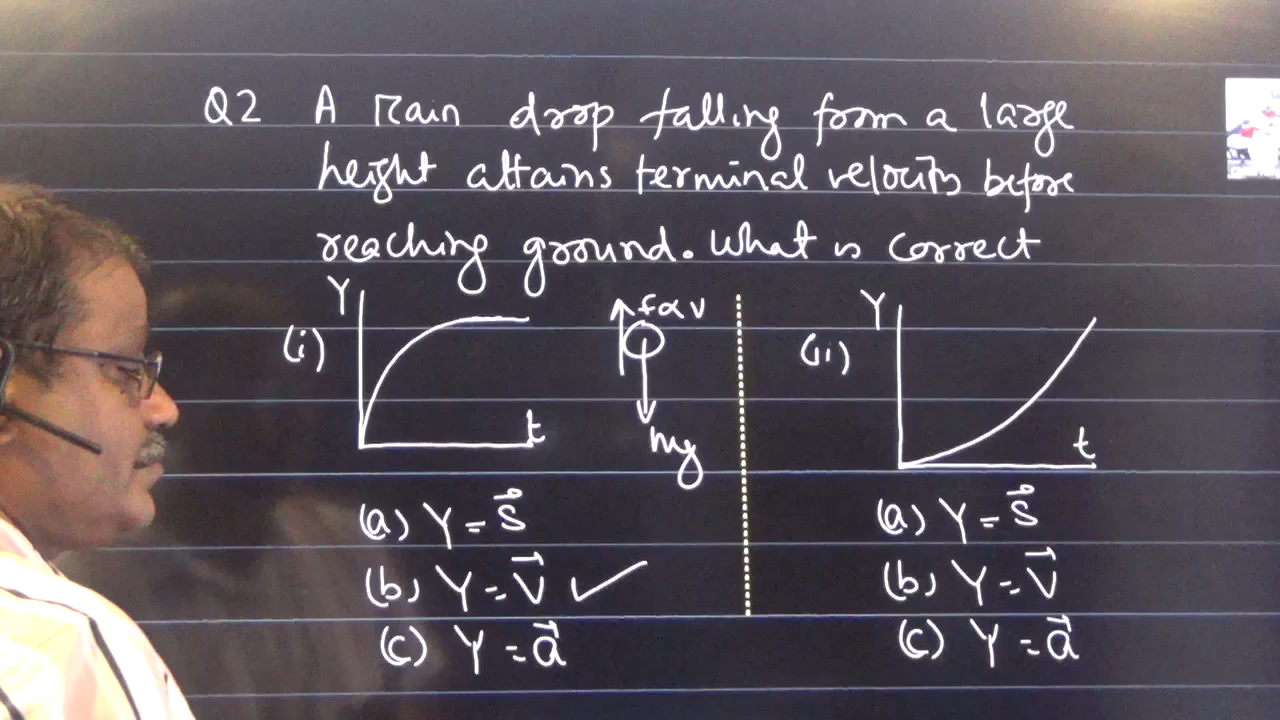 Q2 A rain drop falling from a large
height attains terminal velocity before
reaching ground. What is correct
(i) Y t
f∝v
mg
(a) Y = s⃗
(b) Y = v⃗ ✓
(c) Y = a⃗
(ii) Y t
(a) Y = s⃗
(b) Y = v⃗
(c) Y = a⃗